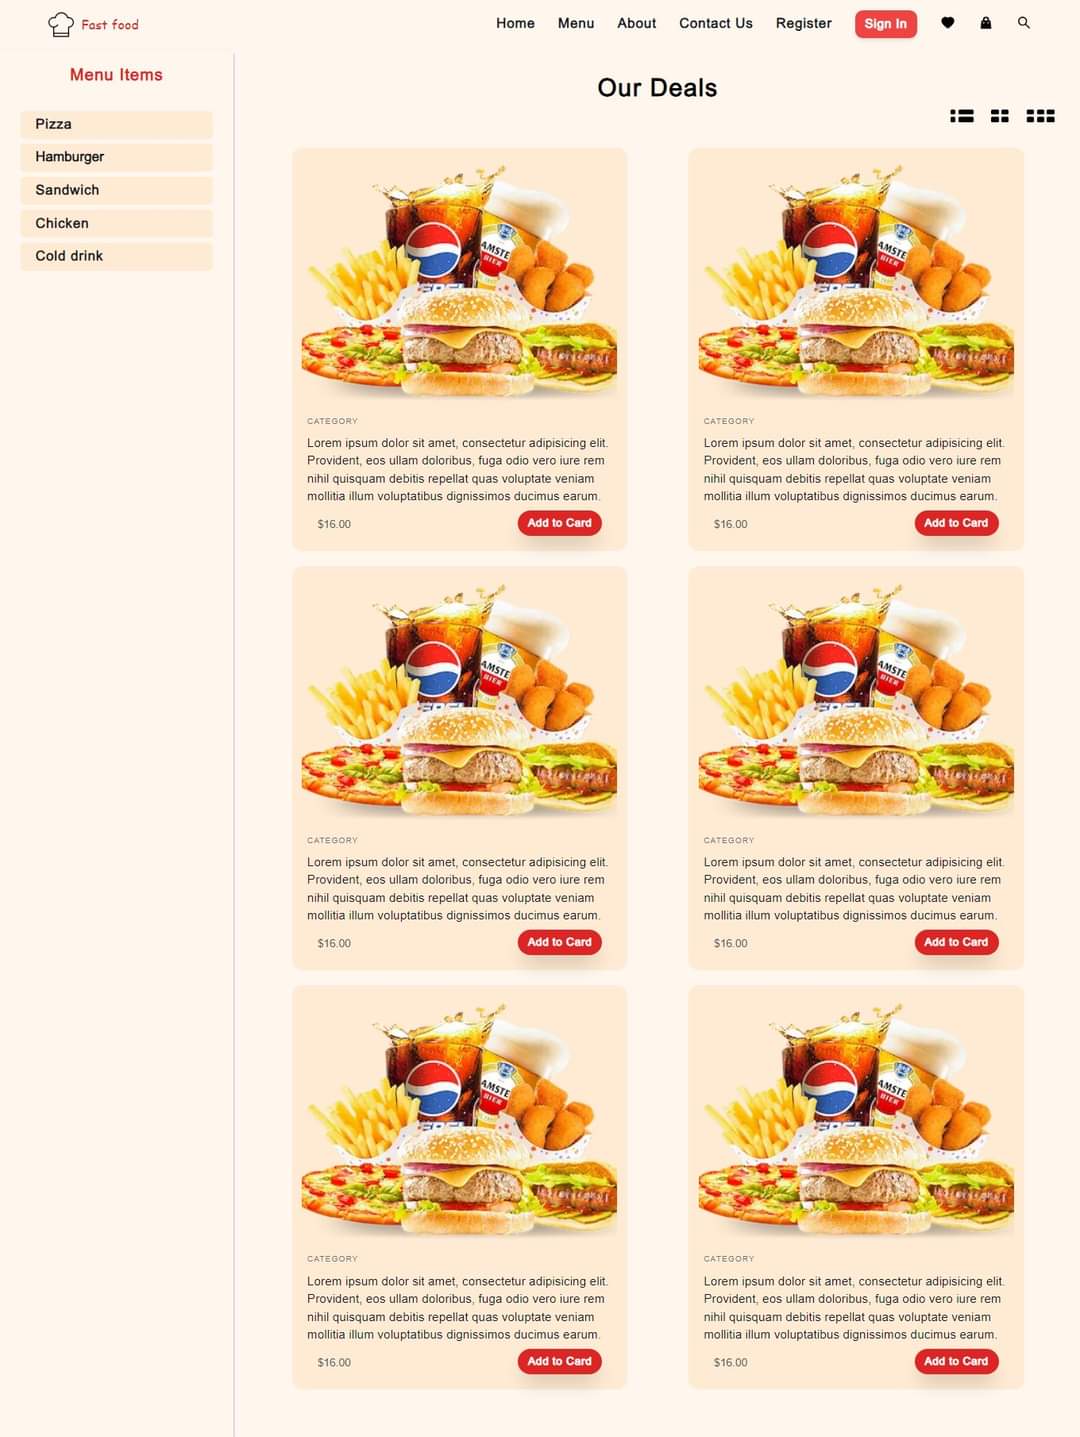 Fast food
Home Menu About Contact Us Register Sign In
Menu Items
Pizza
Hamburger
Sandwich
Chicken
Cold drink
Our Deals
AMSTE
BIER
CATEGORY
Lorem ipsum dolor sit amet, consectetur adipisicing elit.
Provident, eos ullam doloribus, fuga odio vero iure rem
nihil quisquam debitis repellat quas voluptate veniam
mollitia illum voluptatibus dignissimos ducimus earum.
$16.00
Add to Card
AMSTE
BIER
CATEGORY
Lorem ipsum dolor sit amet, consectetur adipisicing elit.
Provident, eos ullam doloribus, fuga odio vero iure rem
nihil quisquam debitis repellat quas voluptate veniam
mollitia illum voluptatibus dignissimos ducimus earum.
$16.00
Add to Card
AMSTE
BIER
CATEGORY
Lorem ipsum dolor sit amet, consectetur adipisicing elit.
Provident, eos ullam doloribus, fuga odio vero iure rem
nihil quisquam debitis repellat quas voluptate veniam
mollitia illum voluptatibus dignissimos ducimus earum.
$16.00
Add to Card
AMSTE
BIER
CATEGORY
Lorem ipsum dolor sit amet, consectetur adipisicing elit.
Provident, eos ullam doloribus, fuga odio vero iure rem
nihil quisquam debitis repellat quas voluptate veniam
mollitia illum voluptatibus dignissimos ducimus earum.
$16.00
Add to Card
AMSTE
BIER
CATEGORY
Lorem ipsum dolor sit amet, consectetur adipisicing elit.
Provident, eos ullam doloribus, fuga odio vero iure rem
nihil quisquam debitis repellat quas voluptate veniam
mollitia illum voluptatibus dignissimos ducimus earum.
$16.00
Add to Card
AMSTE
BIER
CATEGORY
Lorem ipsum dolor sit amet, consectetur adipisicing elit.
Provident, eos ullam doloribus, fuga odio vero iure rem
nihil quisquam debitis repellat quas voluptate veniam
mollitia illum voluptatibus dignissimos ducimus earum.
$16.00
Add to Card